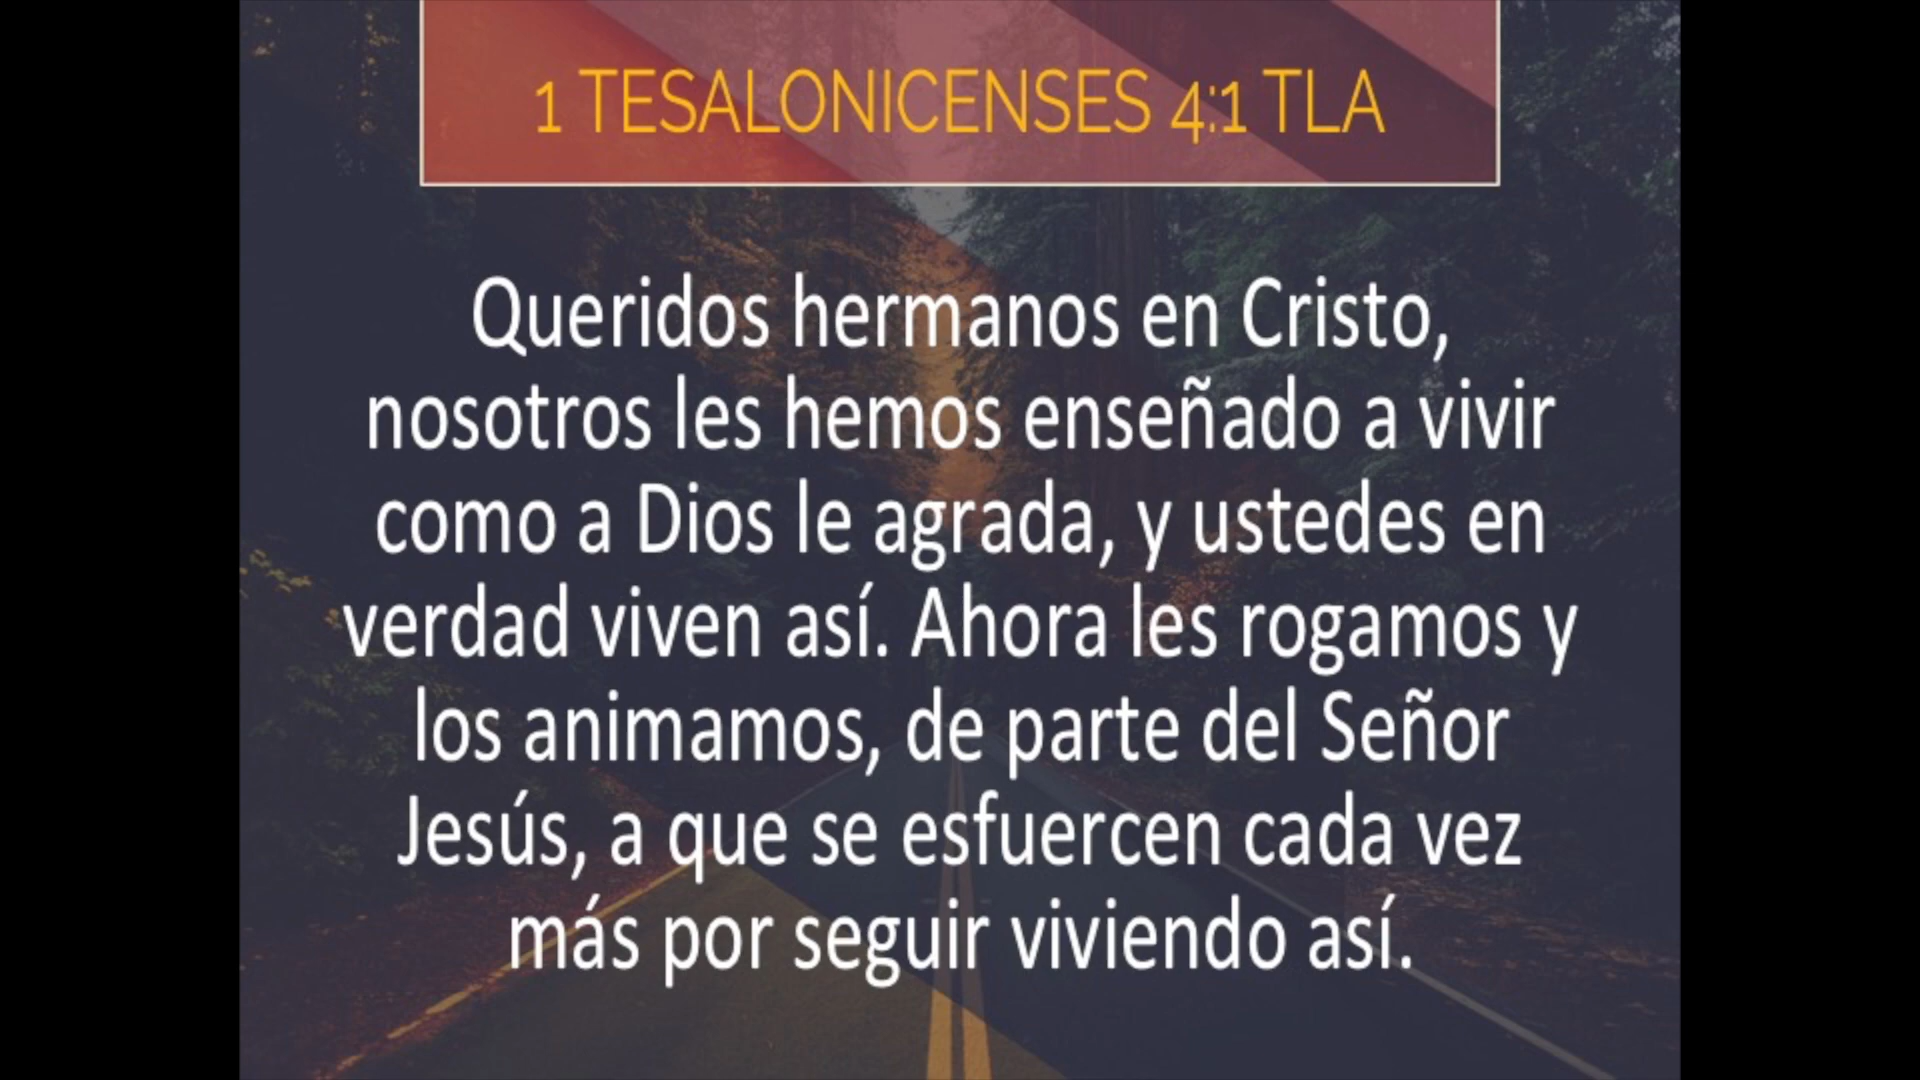 1 TESALONICENSES 4:1 TLA
Queridos hermanos en Cristo,
nosotros les hemos enseñado a vivir
como a Dios le agrada, y ustedes en
verdad viven así. Ahora les rogamos y
los animamos, de parte del Señor
Jesús, a que se esfuercen cada vez
más por seguir viviendo así.